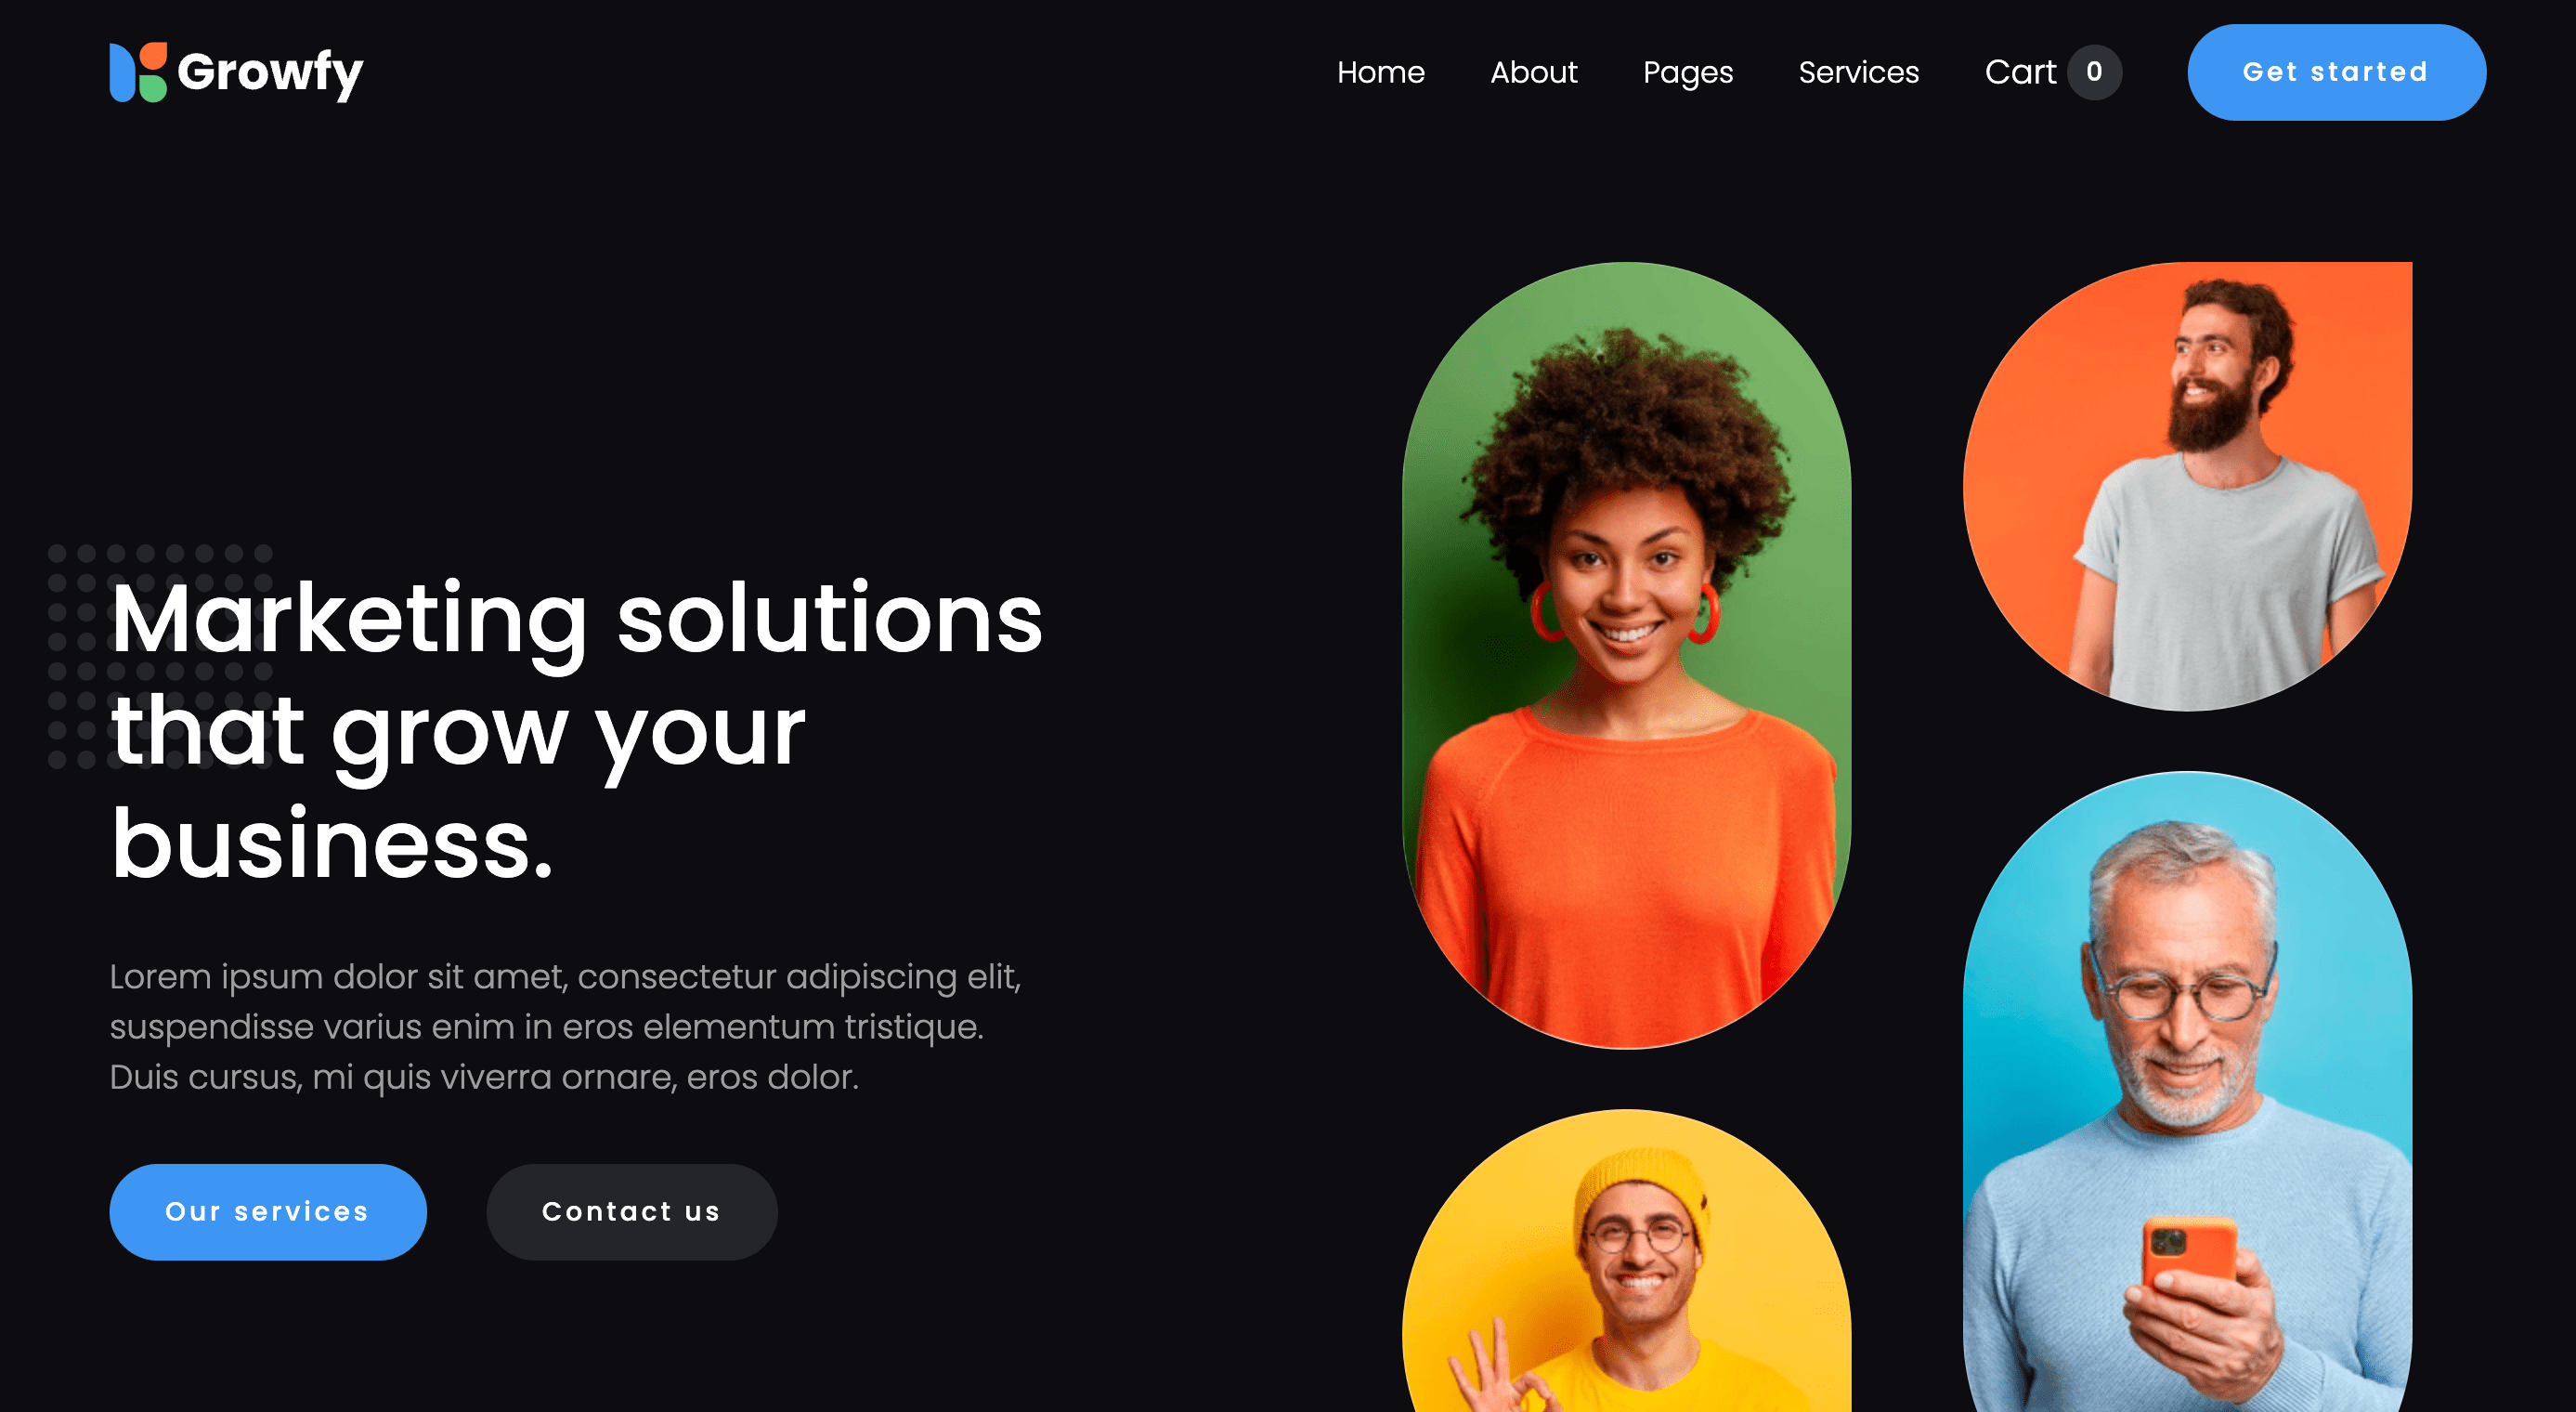 Growfy
Home About Pages Services Cart 0 Get started
Marketing solutions
that grow your
business.
Lorem ipsum dolor sit amet, consectetur adipiscing elit,
suspendisse varius enim in eros elementum tristique.
Duis cursus, mi quis viverra ornare, eros dolor.
Our services Contact us